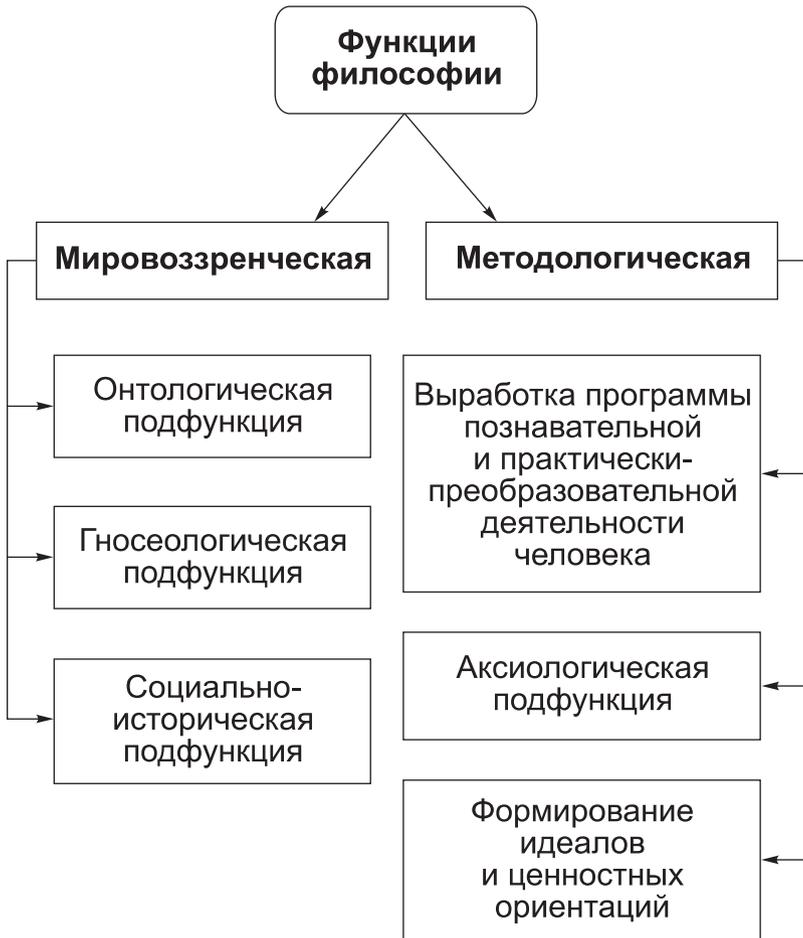 Функции
философии
Мировоззренческая
Методологическая
Онтологическая
подфункция
Гносеологическая
подфункция
Социально-
историческая
подфункция
Выработка программы
познавательной
и практически-
преобразовательной
деятельности
человека
Аксиологическая
подфункция
Формирование
идеалов
и ценностных
ориентаций